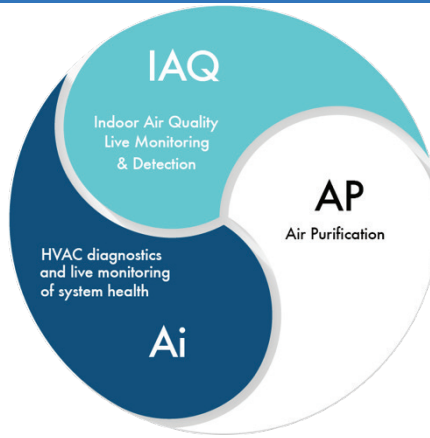 IAQ
Indoor Air Quality
Live Monitoring
& Detection
AP
Air Purification
HVAC diagnostics
and live monitoring
of system health
Ai